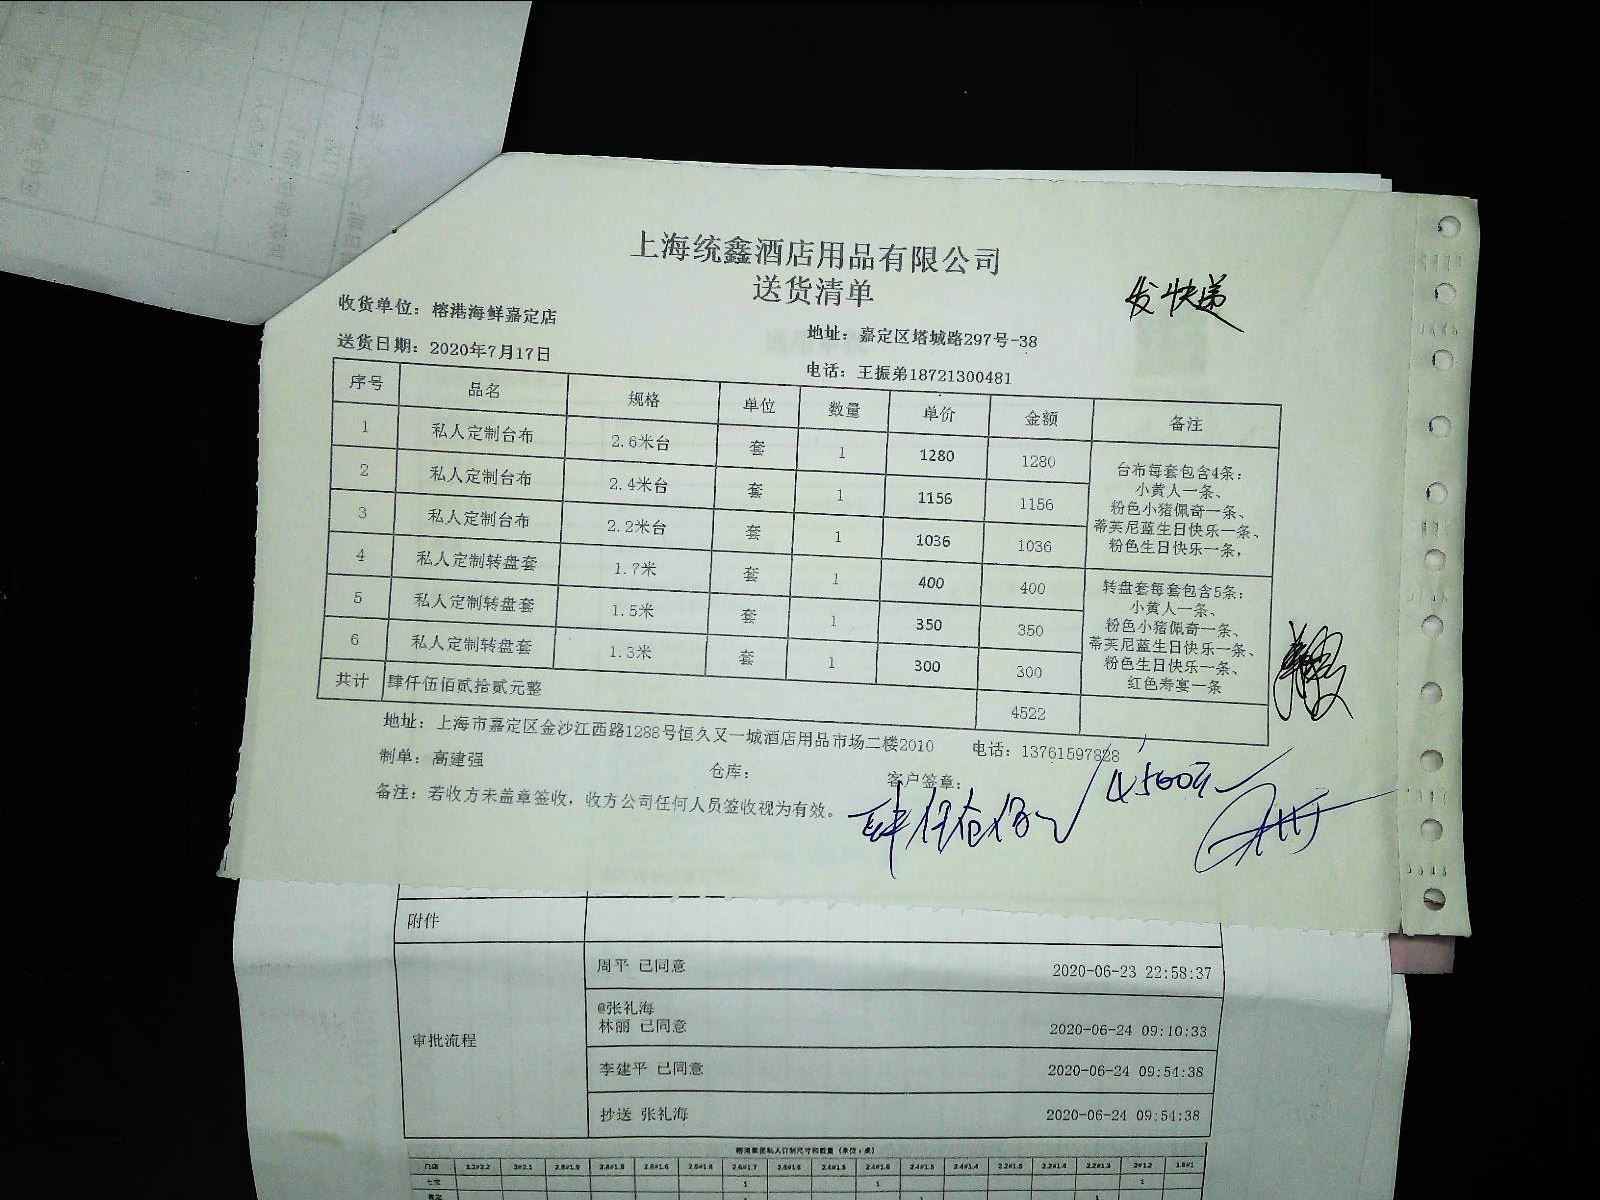 上海统鑫酒店用品有限公司
送货清单
发快递
收货单位：榕港海鲜嘉定店
地址：嘉定区塔城路297号-38
送货日期：2020年7月17日
电话：王振弟18721300481
序号 品名 规格 单位 数量 单价 金额 备注
1 私人定制台布 2.6米台 套 1 1280 1280
2 私人定制台布 2.4米台 套 1 1156 1156
3 私人定制台布 2.2米台 套 1 1036 1036
台布每套包含4条：
小黄人一条、
粉色小猪佩奇一条、
蒂芙尼蓝生日快乐一条、
粉色生日快乐一条，
4 私人定制转盘套 1.7米 套 1 400 400
5 私人定制转盘套 1.5米 套 1 350 350
6 私人定制转盘套 1.3米 套 1 300 300
转盘套每套包含5条：
小黄人一条、
粉色小猪佩奇一条、
蒂芙尼蓝生日快乐一条、
粉色生日快乐一条、
红色寿宴一条
共计 肆仟伍佰贰拾贰元整 4522
地址：上海市嘉定区金沙江西路1288号恒久又一城酒店用品市场二楼2010 电话：13761597828
制单：高建强 仓库： 客户签章：
备注：若收方未盖章签收，收方公司任何人员签收视为有效。
4500元
附件
审批流程
周平 已同意 2020-06-23 22:58:37
@张礼海
林丽 已同意 2020-06-24 09:10:33
李建平 已同意 2020-06-24 09:54:38
抄送 张礼海 2020-06-24 09:54:38